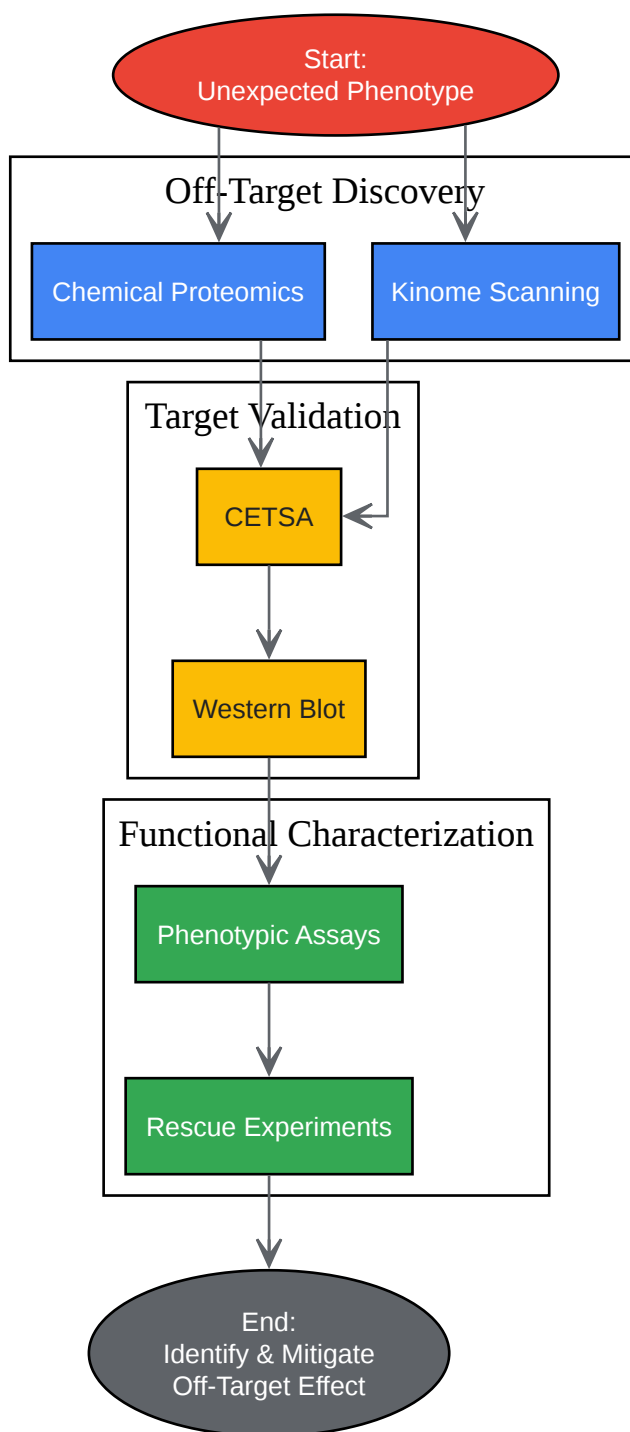 Start:
Unexpected Phenotype
Off-Target Discovery
Chemical Proteomics
Kinome Scanning
Target Validation
CETSA
Western Blot
Functional Characterization
Phenotypic Assays
Rescue Experiments
End:
Identify & Mitigate
Off-Target Effect